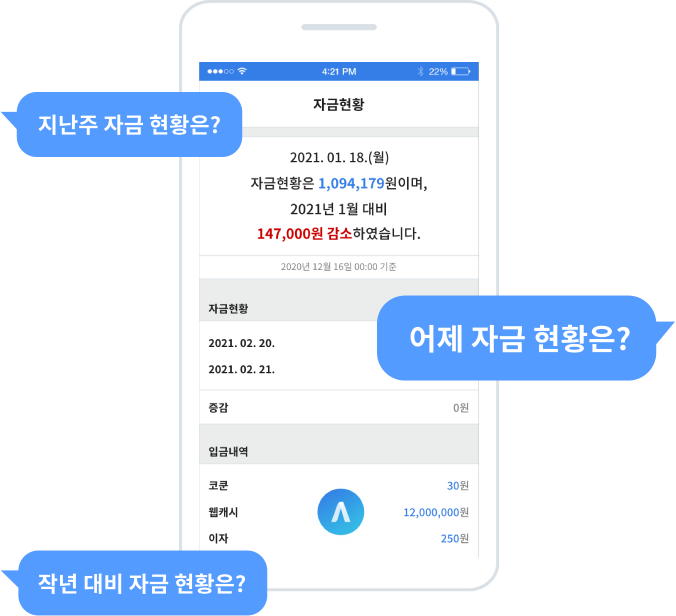 4:21 PM
22%
자금현황
지난주 자금 현황은?
2021. 01. 18.(월)
자금현황은 1,094,179원이며,
2021년 1월 대비
147,000원 감소하였습니다.
2020년 12월 16일 00:00 기준
자금현황
어제 자금 현황은?
2021. 02. 20.
2021. 02. 21.
증감 0원
입금내역
코쿤 30원
웹캐시 12,000,000원
이자 250원
작년 대비 자금 현황은?